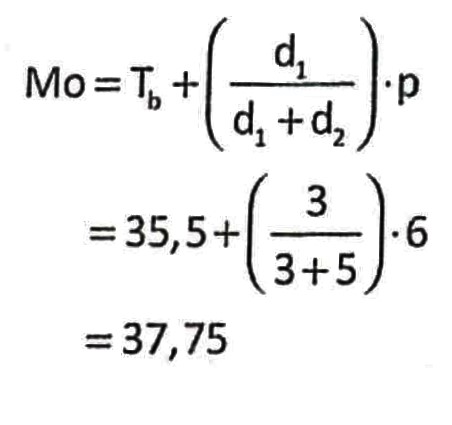 Mo = T_b + (d_1 / (d_1 + d_2)) · p
= 35,5 + (3 / (3 + 5)) · 6
= 37,75